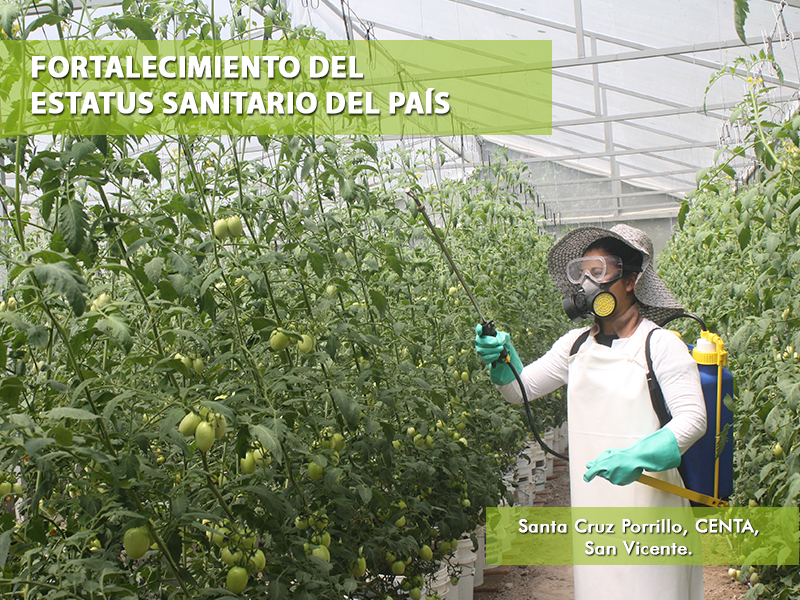 FORTALECIMIENTO DEL
ESTATUS SANITARIO DEL PAÍS
Santa Cruz Porrillo, CENTA,
San Vicente.